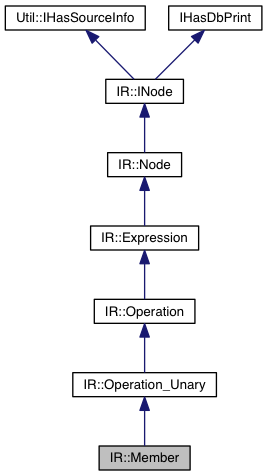 Util::IHasSourceInfo
IHasDbPrint
IR::INode
IR::Node
IR::Expression
IR::Operation
IR::Operation_Unary
IR::Member